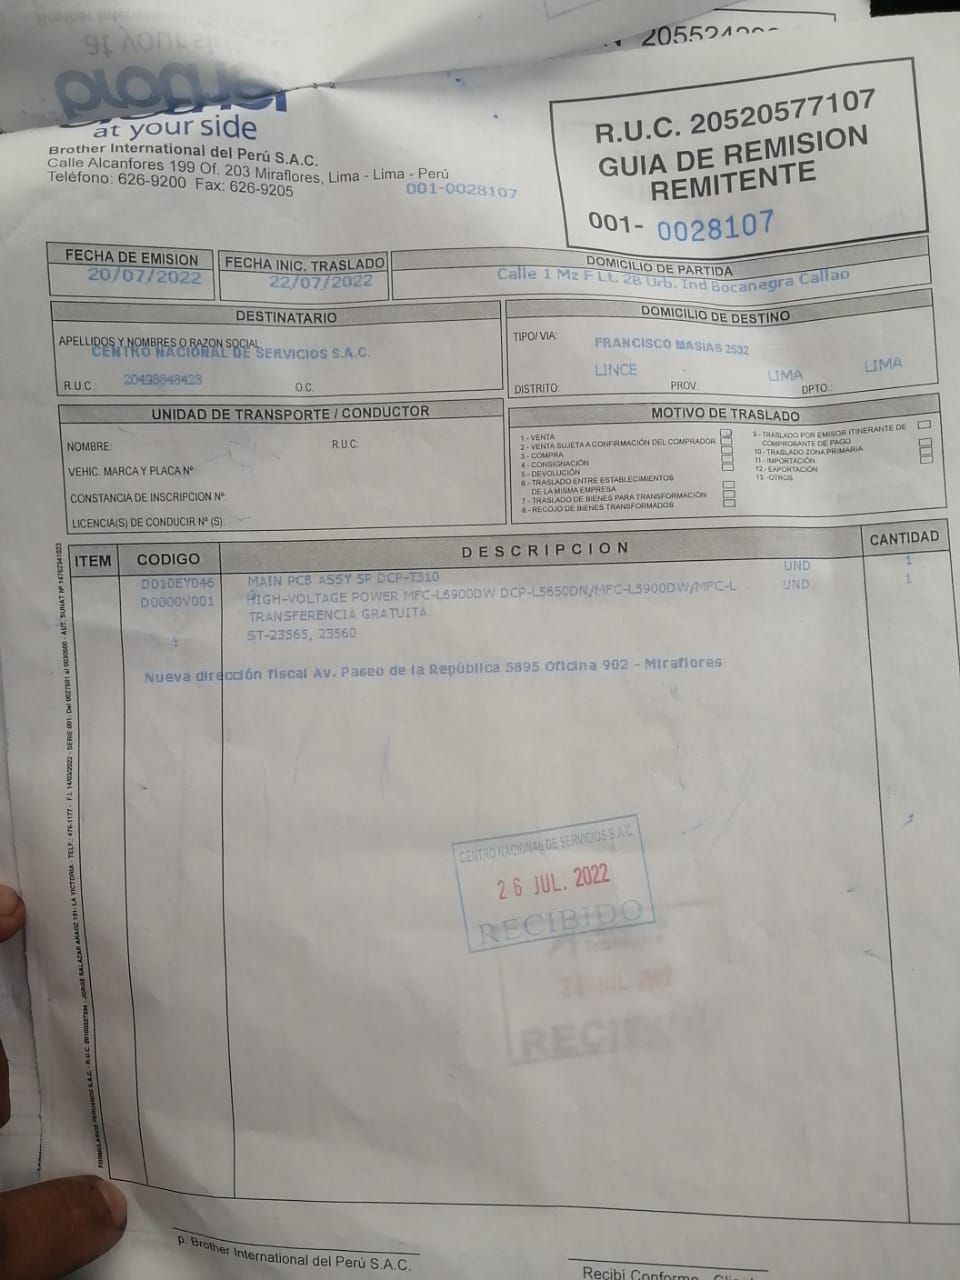 brother
at your side
Brother International del Perú S.A.C.
Calle Alcanfores 199 Of. 203 Miraflores, Lima - Lima - Perú
Teléfono: 626-9200 Fax: 626-9205
001-0028107
R.U.C. 20520577107
GUIA DE REMISION
REMITENTE
001- 0028107
FECHA DE EMISION
20/07/2022
FECHA INIC. TRASLADO
22/07/2022
DOMICILIO DE PARTIDA
Calle 1 Mz F Lt. 2B Urb. Ind Bocanegra Callao
DESTINATARIO
APELLIDOS Y NOMBRES O RAZON SOCIAL:
CENTRO NACIONAL DE SERVICIOS S.A.C.
R.U.C.: 20498848428 O.C.
DOMICILIO DE DESTINO
TIPO/VIA: FRANCISCO MASIAS 2532
LINCE LIMA LIMA
DISTRITO: PROV. DPTO.:
UNIDAD DE TRANSPORTE / CONDUCTOR
NOMBRE: R.U.C:
VEHIC. MARCA Y PLACA Nº:
CONSTANCIA DE INSCRIPCION Nº:
LICENCIA(S) DE CONDUCIR Nº (S):
MOTIVO DE TRASLADO
1 - VENTA
2 - VENTA SUJETA A CONFIRMACIÓN DEL COMPRADOR
3 - COMPRA
4 - CONSIGNACIÓN
5 - DEVOLUCIÓN
6 - TRASLADO ENTRE ESTABLECIMIENTOS
DE LA MISMA EMPRESA
7 - TRASLADO DE BIENES PARA TRANSFORMACIÓN
8 - RECOJO DE BIENES TRANSFORMADOS
9 - TRASLADO POR EMISOR ITINERANTE DE
COMPROBANTE DE PAGO
10 - TRASLADO ZONA PRIMARIA
11 - IMPORTACIÓN
12 - EXPORTACIÓN
13 - OTROS
ITEM CODIGO DESCRIPCION CANTIDAD
D010EY046 MAIN PCB ASSY SP DCP-T310 UND 1
D0000V001 HIGH-VOLTAGE POWER MFC-L6900DW DCP-L5650DN/MFC-L5900DW/MFC-L UND 1
TRANSFERENCIA GRATUITA
ST-23565, 23560
Nueva dirección fiscal Av. Paseo de la República 5895 Oficina 902 - Miraflores
CENTRO NACIONAL DE SERVICIOS S.A.C.
26 JUL. 2022
RECIBIDO
p. Brother International del Perú S.A.C.
Recibí Conforme